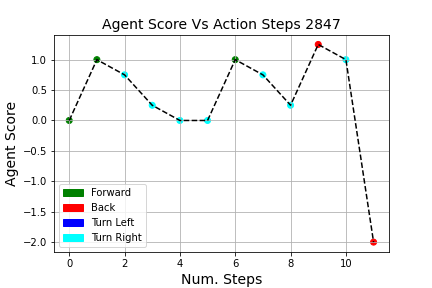 Agent Score Vs Action Steps 2847
Agent Score
1.0
0.5
0.0
−0.5
−1.0
−1.5
−2.0
Forward
Back
Turn Left
Turn Right
0 2 4 6 8 10
Num. Steps